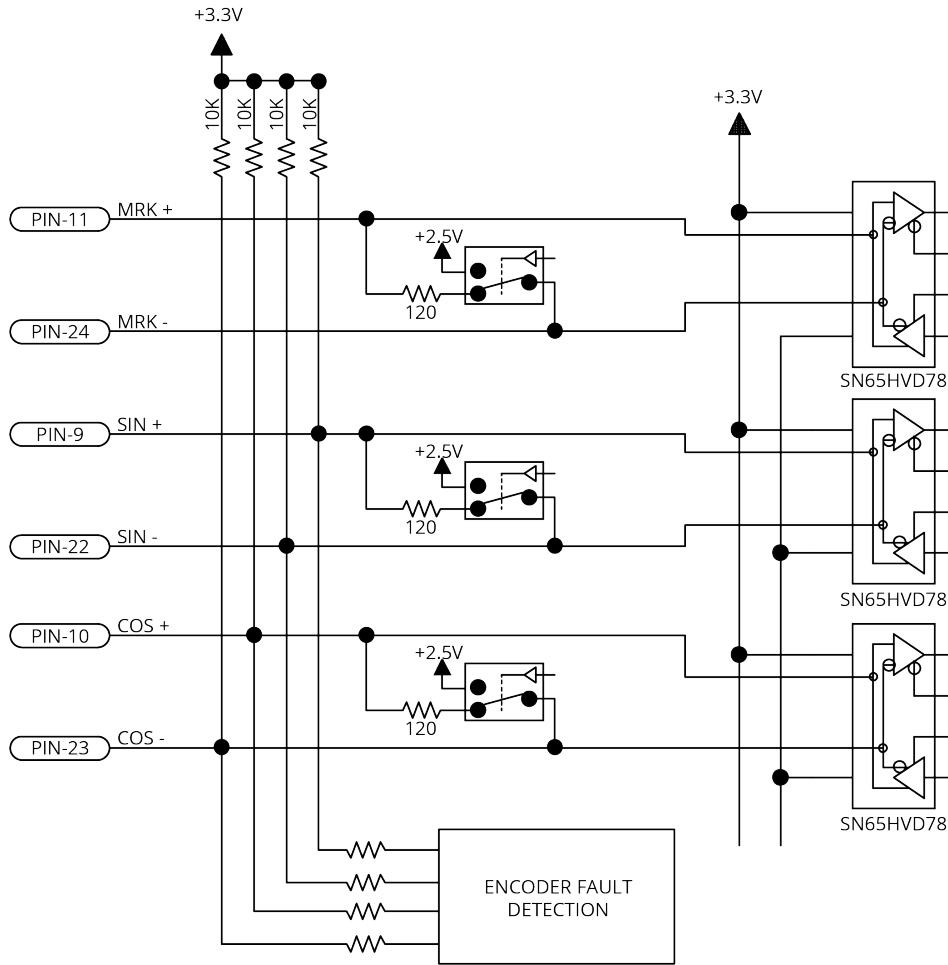 +3.3V
10K
10K
10K
10K
+3.3V
PIN-11
MRK +
+2.5V
120
PIN-24
MRK -
SN65HVD78
PIN-9
SIN +
+2.5V
120
PIN-22
SIN -
SN65HVD78
PIN-10
COS +
+2.5V
120
PIN-23
COS -
SN65HVD78
ENCODER FAULT
DETECTION